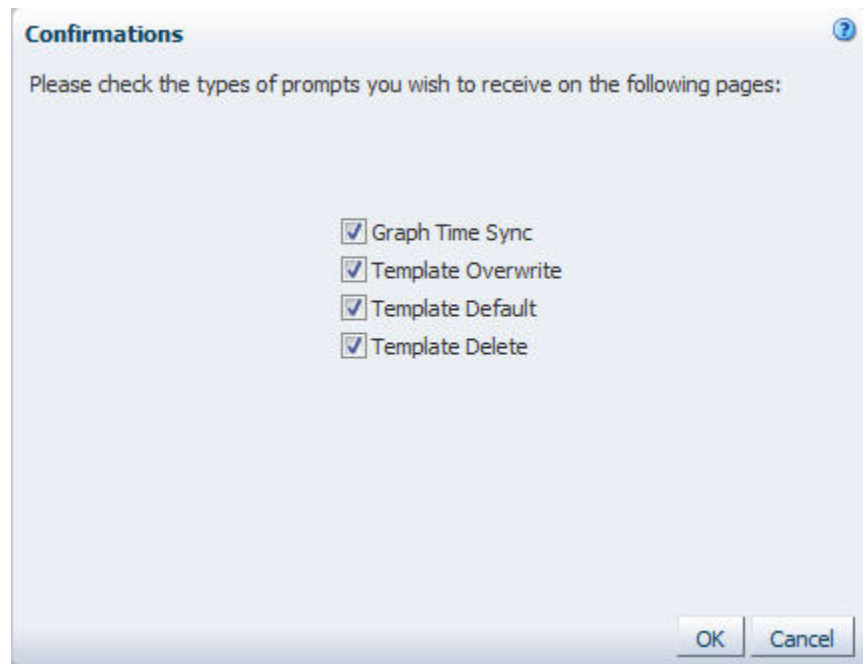 Confirmations
Please check the types of prompts you wish to receive on the following pages:
Graph Time Sync
Template Overwrite
Template Default
Template Delete
OK Cancel